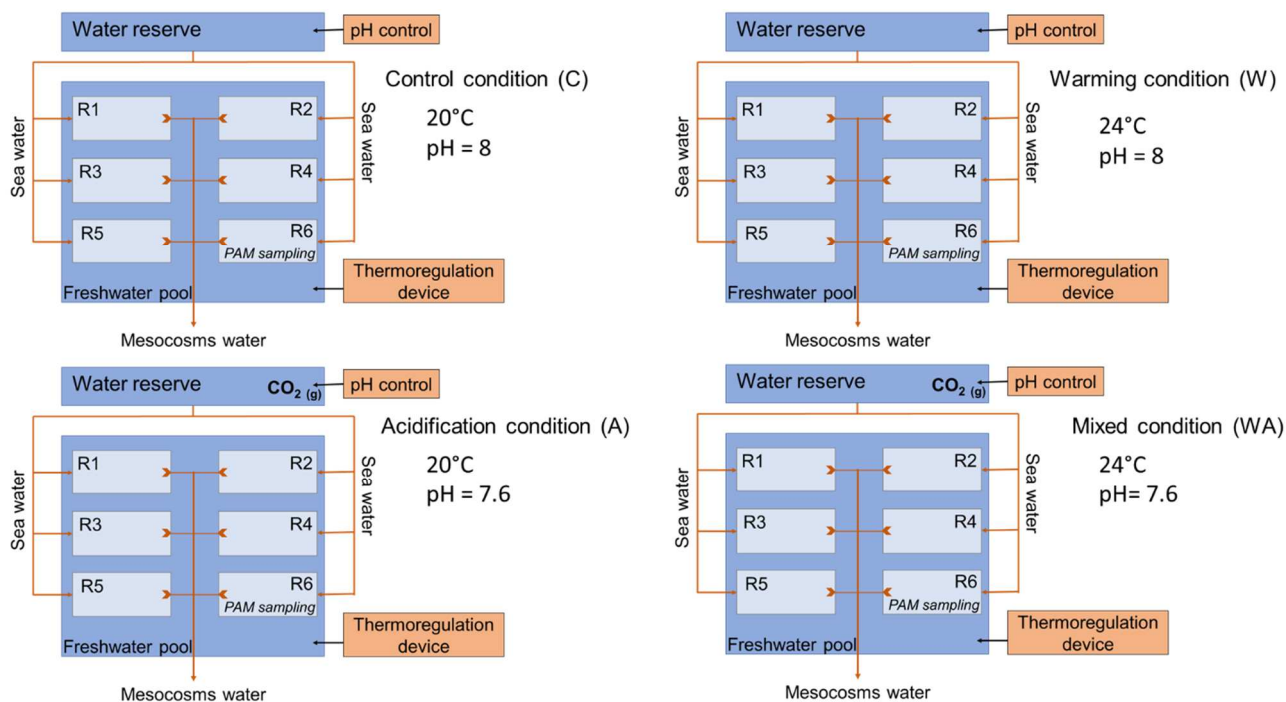 Water reserve
pH control
Control condition (C)
20°C
pH = 8
Sea water
Sea water
R1
R2
R3
R4
R5
R6
PAM sampling
Freshwater pool
Thermoregulation
device
Mesocosms water
Water reserve
pH control
Warming condition (W)
24°C
pH = 8
Sea water
Sea water
R1
R2
R3
R4
R5
R6
PAM sampling
Freshwater pool
Thermoregulation
device
Mesocosms water
Water reserve
CO₂ (g)
pH control
Acidification condition (A)
20°C
pH = 7.6
Sea water
Sea water
R1
R2
R3
R4
R5
R6
PAM sampling
Freshwater pool
Thermoregulation
device
Mesocosms water
Water reserve
CO₂ (g)
pH control
Mixed condition (WA)
24°C
pH= 7.6
Sea water
Sea water
R1
R2
R3
R4
R5
R6
PAM sampling
Freshwater pool
Thermoregulation
device
Mesocosms water